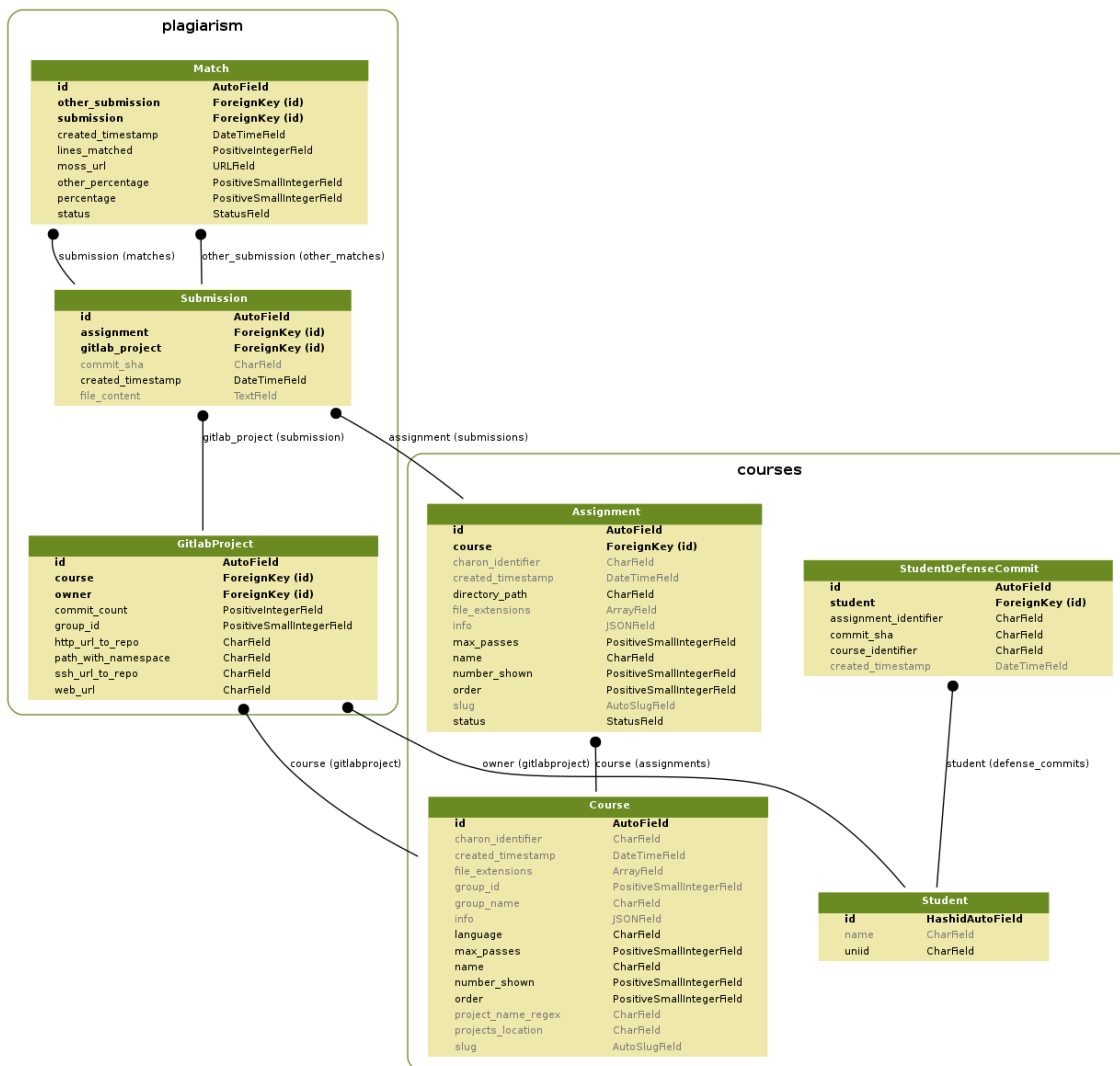 plagiarism
Match
id AutoField
other_submission ForeignKey (id)
submission ForeignKey (id)
created_timestamp DateTimeField
lines_matched PositiveIntegerField
moss_url URLField
other_percentage PositiveSmallIntegerField
percentage PositiveSmallIntegerField
status StatusField
submission (matches)
other_submission (other_matches)
Submission
id AutoField
assignment ForeignKey (id)
gitlab_project ForeignKey (id)
commit_sha CharField
created_timestamp DateTimeField
file_content TextField
gitlab_project (submission)
assignment (submissions)
GitlabProject
id AutoField
course ForeignKey (id)
owner ForeignKey (id)
commit_count PositiveIntegerField
group_id PositiveSmallIntegerField
http_url_to_repo CharField
path_with_namespace CharField
ssh_url_to_repo CharField
web_url CharField
courses
Assignment
id AutoField
course ForeignKey (id)
charon_identifier CharField
created_timestamp DateTimeField
directory_path CharField
file_extensions ArrayField
info JSONField
max_passes PositiveSmallIntegerField
name CharField
number_shown PositiveSmallIntegerField
order PositiveSmallIntegerField
slug AutoSlugField
status StatusField
StudentDefenseCommit
id AutoField
student ForeignKey (id)
assignment_identifier CharField
commit_sha CharField
course_identifier CharField
created_timestamp DateTimeField
course (gitlabproject)
owner (gitlabproject)
course (assignments)
student (defense_commits)
Course
id AutoField
charon_identifier CharField
created_timestamp DateTimeField
file_extensions ArrayField
group_id PositiveSmallIntegerField
group_name CharField
info JSONField
language CharField
max_passes PositiveSmallIntegerField
name CharField
number_shown PositiveSmallIntegerField
order PositiveSmallIntegerField
project_name_regex CharField
projects_location CharField
slug AutoSlugField
Student
id HashidAutoField
name CharField
uniid CharField